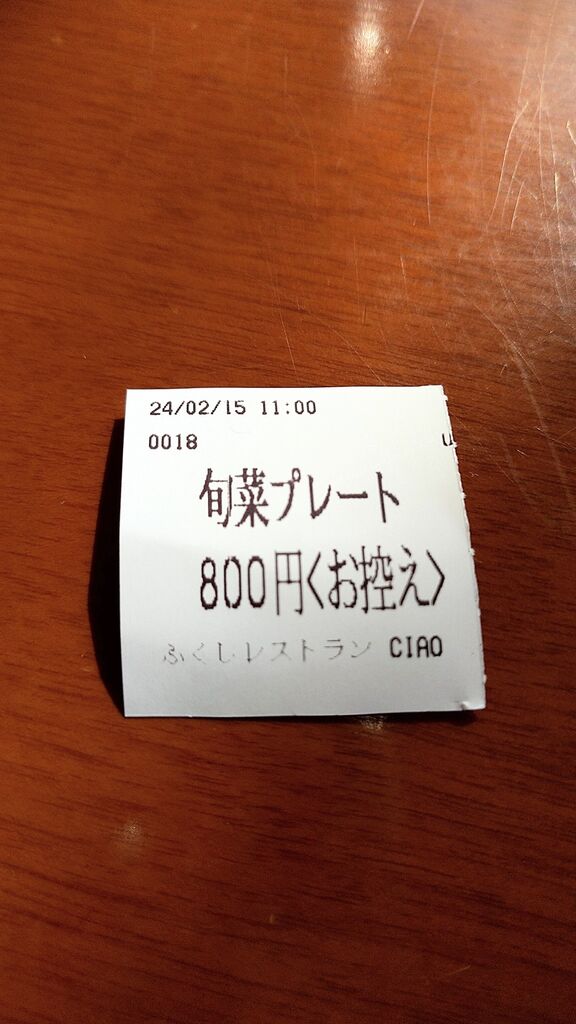 24/02/15 11:00
0018
旬菜プレート
800円<お控え>
ふくしレストラン CIAO